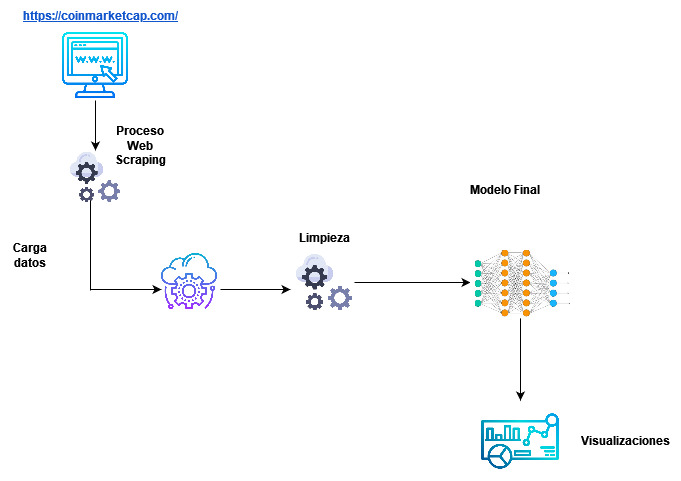 https://coinmarketcap.com/
W.W.W.
Proceso
Web
Scraping
Modelo Final
Carga
datos
Limpieza
Visualizaciones